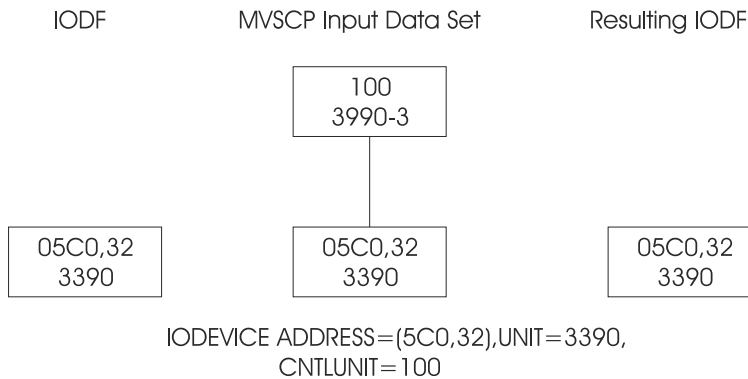 IODF MVSCP Input Data Set Resulting IODF
100
3990-3
05C0,32 05C0,32 05C0,32
3390 3390 3390
IODEVICE ADDRESS=(5C0,32),UNIT=3390,
CNTLUNIT=100